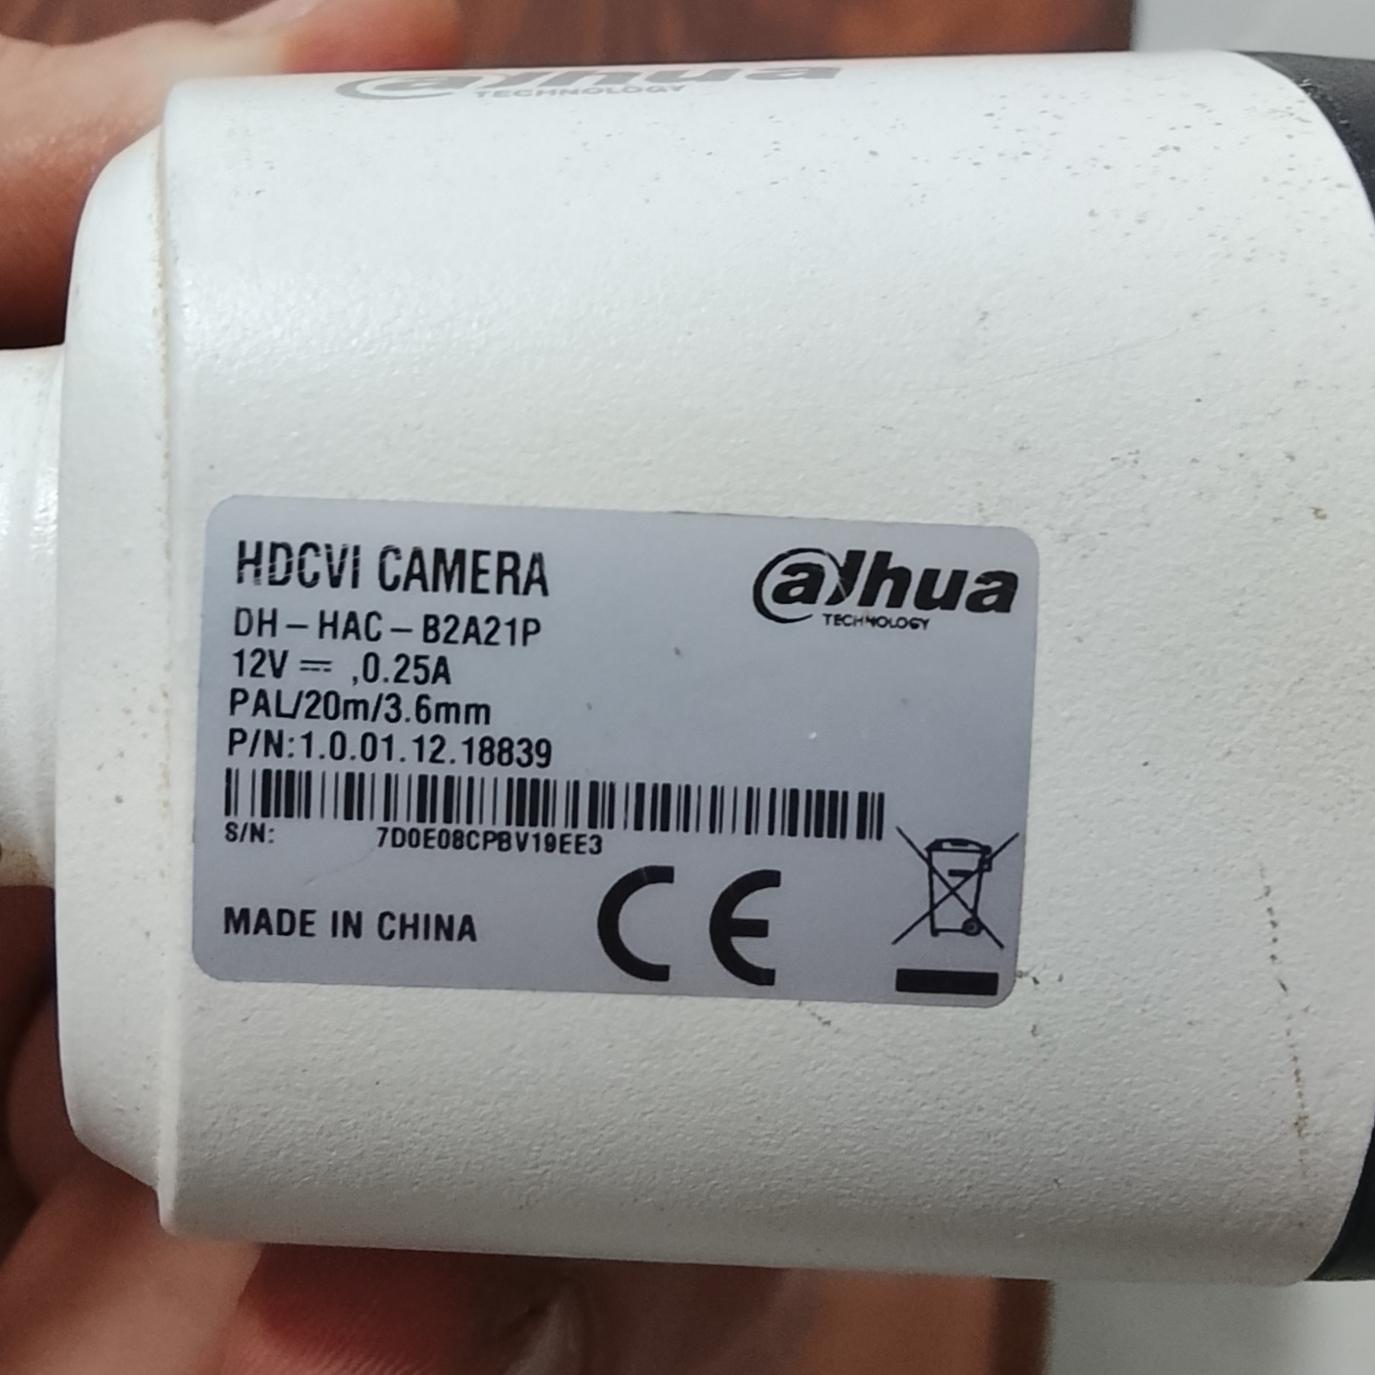 alhua
TECHNOLOGY
HDCVI CAMERA
alhua
TECHNOLOGY
DH-HAC-B2A21P
12V ⎓ ,0.25A
PAL/20m/3.6mm
P/N:1.0.01.12.18839
S/N: 7D0E08CPBV19EE3
MADE IN CHINA
CE